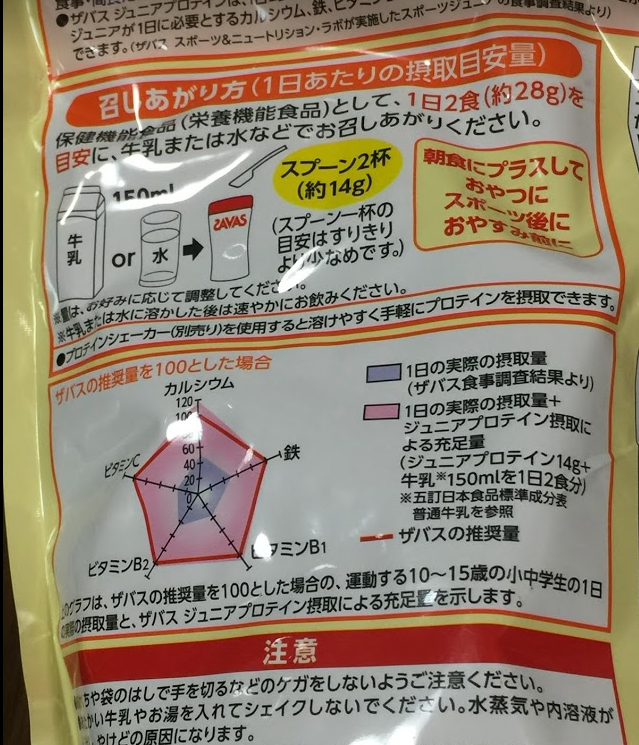 ●ザバス ジュニアプロテインは、
ジュニアが1日に必要とするカルシウム、鉄、ビタミン
できます。(ザバス スポーツ&ニュートリション・ラボが実施したスポーツジュニアの食事調査結果より)
召しあがり方(1日あたりの摂取目安量)
保健機能食品(栄養機能食品)として、1日2食(約28g)を
目安に、牛乳または水などでお召しあがりください。
150ml
牛乳
or
水
SAVAS
スプーン2杯
(約14g)
(スプーン一杯の
目安はすりきり
より少なめです。)
朝食にプラスして
おやつに
スポーツ後に
おやすみ前に
※量は、お好みに応じて調整してください。
※牛乳または水に溶かした後は速やかにお飲みください。
●プロテインシェーカー(別売り)を使用すると溶けやすく手軽にプロテインを摂取できます。
ザバスの推奨量を100とした場合
カルシウム
120
100
80
60
40
20
0
鉄
ビタミンB1
ビタミンB2
ビタミンC
1日の実際の摂取量
(ザバス食事調査結果より)
1日の実際の摂取量+
ジュニアプロテイン摂取に
よる充足量
(ジュニアプロテイン14g+
牛乳※150mlを1日2食分)
※五訂日本食品標準成分表
普通牛乳を参照
ザバスの推奨量
グラフは、ザバスの推奨量を100とした場合の、運動する10〜15歳の小中学生の1日
の実際の摂取量と、ザバス ジュニアプロテイン摂取による充足量を示します。
注意
ちや袋のはしで手を切るなどのケガをしないようご注意ください。
かい牛乳やお湯を入れてシェイクしないでください。水蒸気や内溶液が
やけどの原因になります。